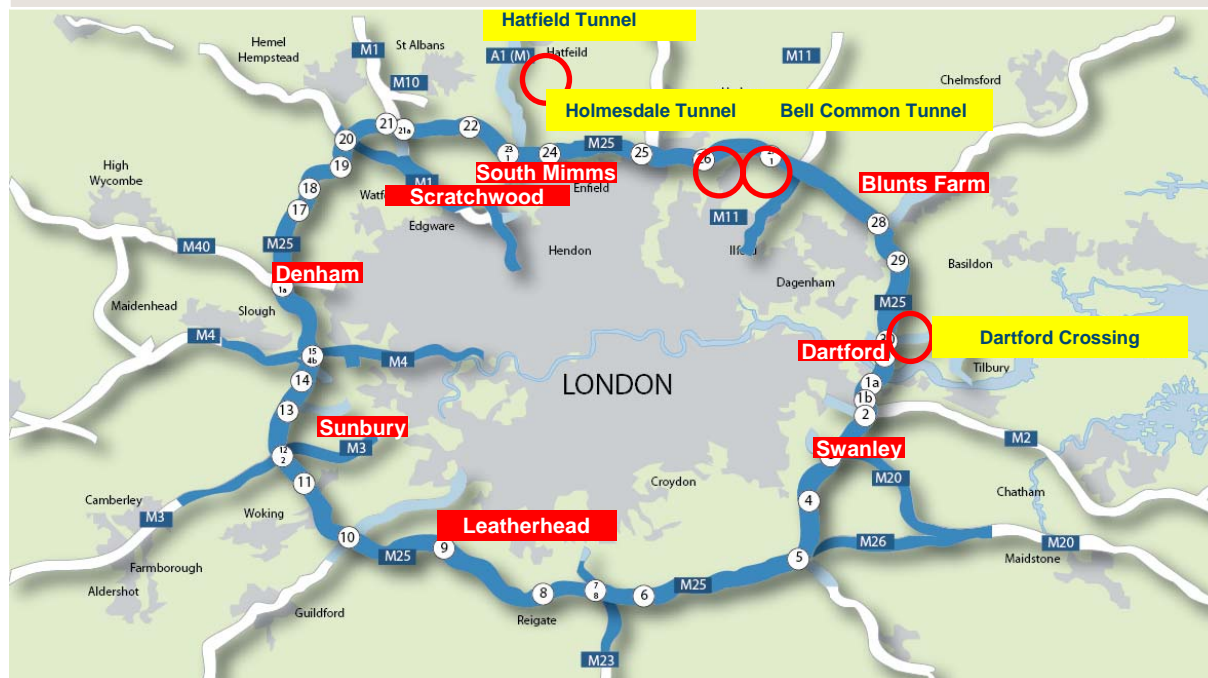 Hatfield Tunnel
Hemel
Hempstead
M1
St Albans
A1 (M)
Hatfeild
M11
Chelmsford
M10
Holmesdale Tunnel
Bell Common Tunnel
21
21a
22
20
23
1
24
M25
25
26
1
19
High
Wycombe
South Mimms
Enfield
Blunts Farm
18
M1
Scratchwood
17
Edgware
M11
28
M40
M25
Hendon
Ilford
29
Basildon
Denham
1a
Dagenham
Maidenhead
Slough
M25
M4
15
4b
M4
Dartford
Dartford Crossing
Tilbury
14
LONDON
1a
1b
13
2
Sunbury
M3
M2
12
2
Swanley
11
Croydon
M20
Chatham
Camberley
M3
Woking
4
Leatherhead
10
M25
9
M26
5
M20
Maidstone
Farmborough
Aldershot
8
7
8
6
M25
Guildford
Reigate
M23